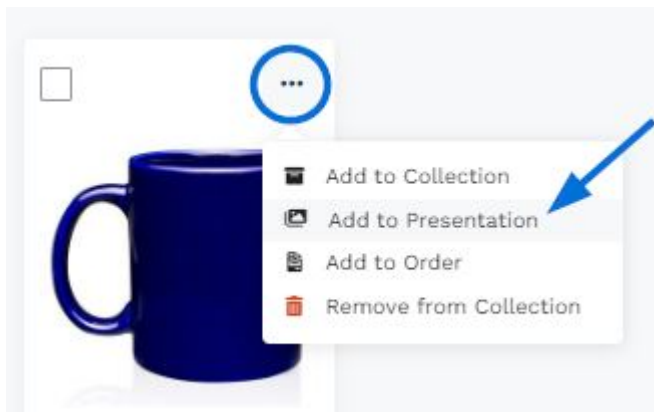 Add to Collection
Add to Presentation
Add to Order
Remove from Collection